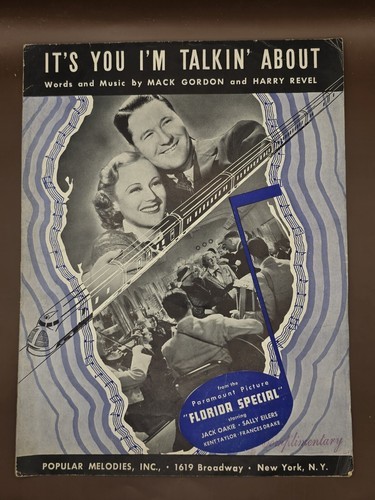 IT'S YOU I'M TALKIN' ABOUT
Words and Music by MACK GORDON and HARRY REVEL
from the
Paramount Picture
"FLORIDA SPECIAL"
starring
JACK OAKIE • SALLY EILERS
KENT TAYLOR • FRANCES DRAKE
Complimentary
POPULAR MELODIES, INC., • 1619 Broadway • New York, N.Y.